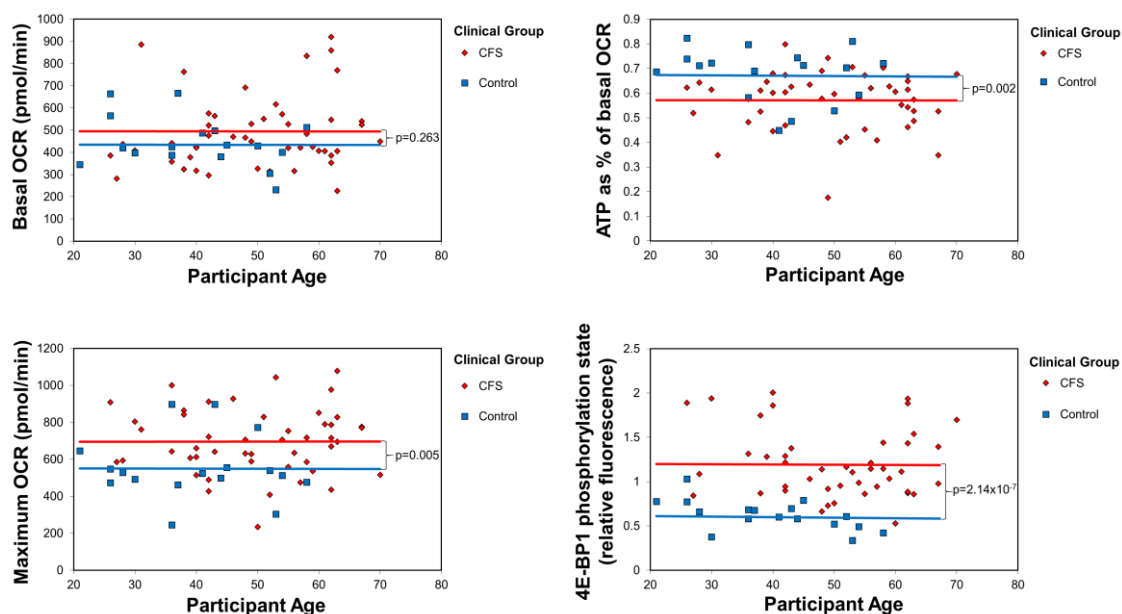 Basal OCR (pmol/min)
1000
900
800
700
600
500
400
300
200
100
0
20 30 40 50 60 70 80
Participant Age
Clinical Group
CFS
Control
p=0.263
ATP as % of basal OCR
0.9
0.8
0.7
0.6
0.5
0.4
0.3
0.2
0.1
0
20 30 40 50 60 70 80
Participant Age
Clinical Group
CFS
Control
p=0.002
Maximum OCR (pmol/min)
1200
1000
800
600
400
200
0
20 30 40 50 60 70 80
Participant Age
Clinical Group
CFS
Control
p=0.005
4E-BP1 phosphorylation state
(relative fluorescence)
2.5
2
1.5
1
0.5
0
20 30 40 50 60 70 80
Participant Age
Clinical Group
CFS
Control
p=2.14x10⁻⁷